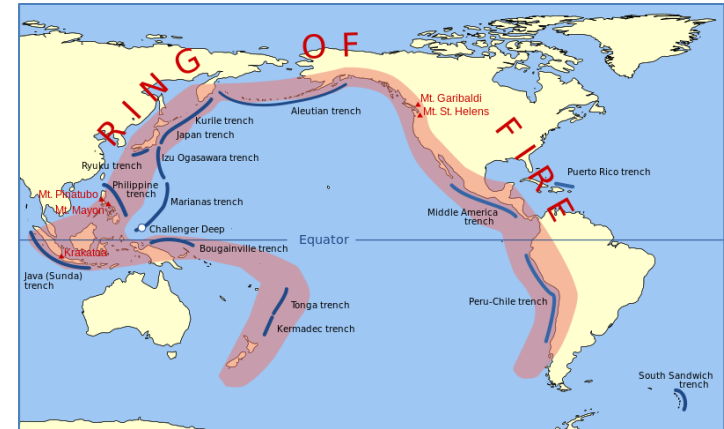 RING OF FIRE
Mt. Garibaldi
Mt. St. Helens
Aleutian trench
Kurile trench
Japan trench
Izu Ogasawara trench
Ryuku trench
Philippine
trench
Mt. Pinatubo
Mt. Mayon
Marianas trench
Challenger Deep
Puerto Rico trench
Middle America
trench
Equator
Bougainville trench
Krakatoa
Java (Sunda)
trench
Tonga trench
Kermadec trench
Peru-Chile trench
South Sandwich
trench